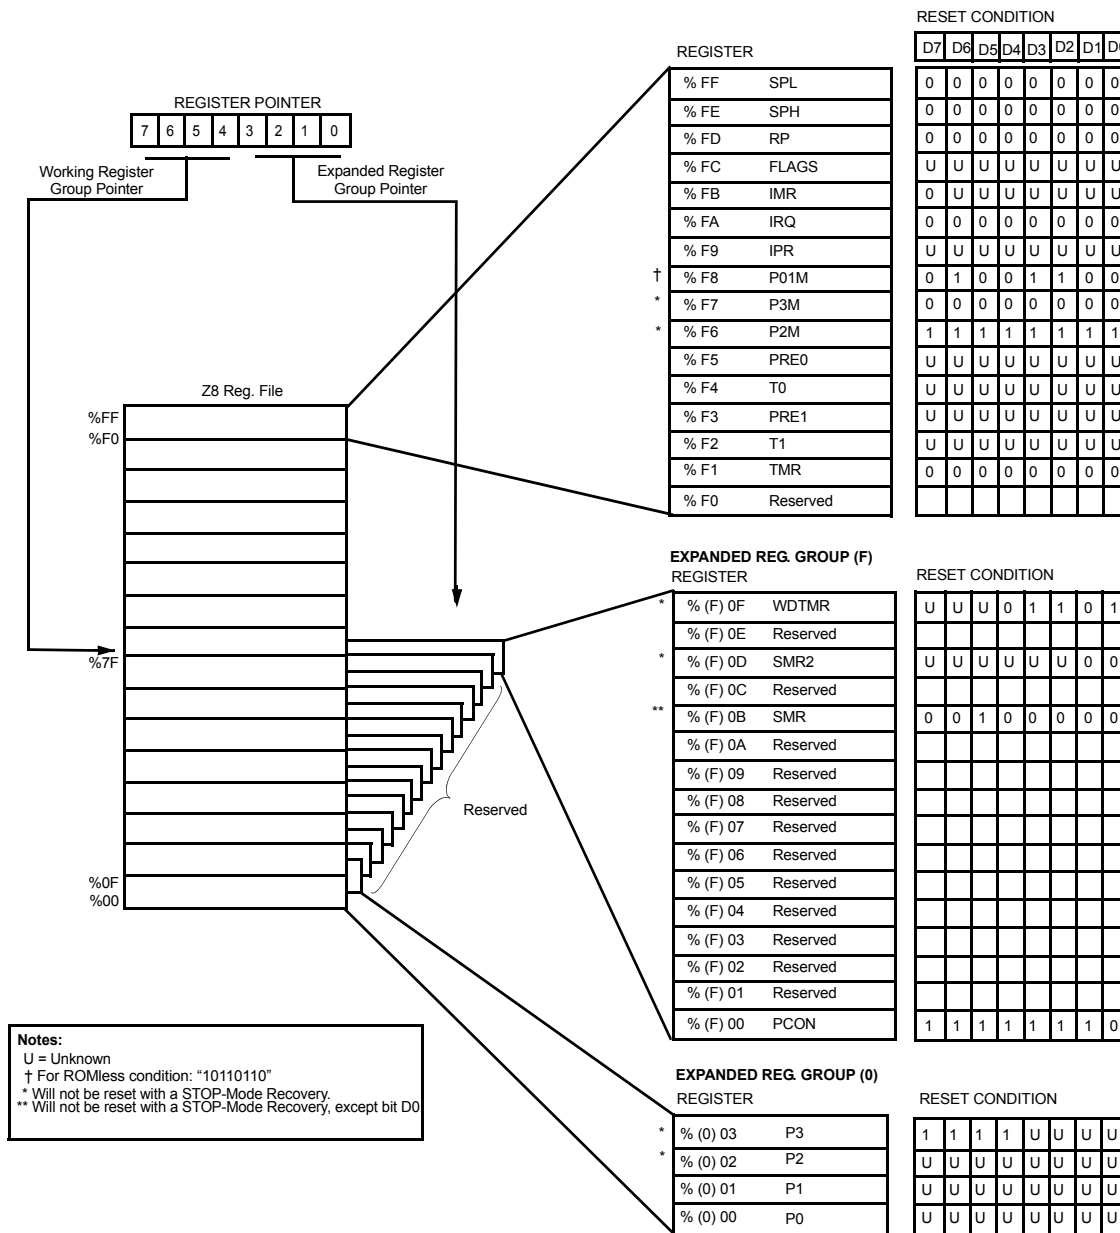 RESET CONDITION
D7 D6 D5 D4 D3 D2 D1 D
REGISTER
% FF SPL 0 0 0 0 0 0 0 0
% FE SPH 0 0 0 0 0 0 0 0
% FD RP 0 0 0 0 0 0 0 0
% FC FLAGS U U U U U U U U
% FB IMR 0 U U U U U U U
% FA IRQ 0 0 0 0 0 0 0 0
% F9 IPR U U U U U U U U
† % F8 P01M 0 1 0 0 1 1 0 0
* % F7 P3M 0 0 0 0 0 0 0 0
* % F6 P2M 1 1 1 1 1 1 1 1
% F5 PRE0 U U U U U U U U
% F4 T0 U U U U U U U U
% F3 PRE1 U U U U U U U U
% F2 T1 U U U U U U U U
% F1 TMR 0 0 0 0 0 0 0 0
% F0 Reserved
REGISTER POINTER
7 6 5 4 3 2 1 0
Working Register
Group Pointer
Expanded Register
Group Pointer
Z8 Reg. File
%FF
%F0
%7F
%0F
%00
Reserved
EXPANDED REG. GROUP (F)
REGISTER RESET CONDITION
* % (F) 0F WDTMR U U U 0 1 1 0 1
% (F) 0E Reserved
* % (F) 0D SMR2 U U U U U U 0 0
% (F) 0C Reserved
** % (F) 0B SMR 0 0 1 0 0 0 0 0
% (F) 0A Reserved
% (F) 09 Reserved
% (F) 08 Reserved
% (F) 07 Reserved
% (F) 06 Reserved
% (F) 05 Reserved
% (F) 04 Reserved
% (F) 03 Reserved
% (F) 02 Reserved
% (F) 01 Reserved
% (F) 00 PCON 1 1 1 1 1 1 1 0
EXPANDED REG. GROUP (0)
REGISTER RESET CONDITION
* % (0) 03 P3 1 1 1 1 U U U U
* % (0) 02 P2 U U U U U U U U
% (0) 01 P1 U U U U U U U U
% (0) 00 P0 U U U U U U U U
Notes:
U = Unknown
† For ROMless condition: “10110110”
* Will not be reset with a STOP-Mode Recovery.
** Will not be reset with a STOP-Mode Recovery, except bit D0